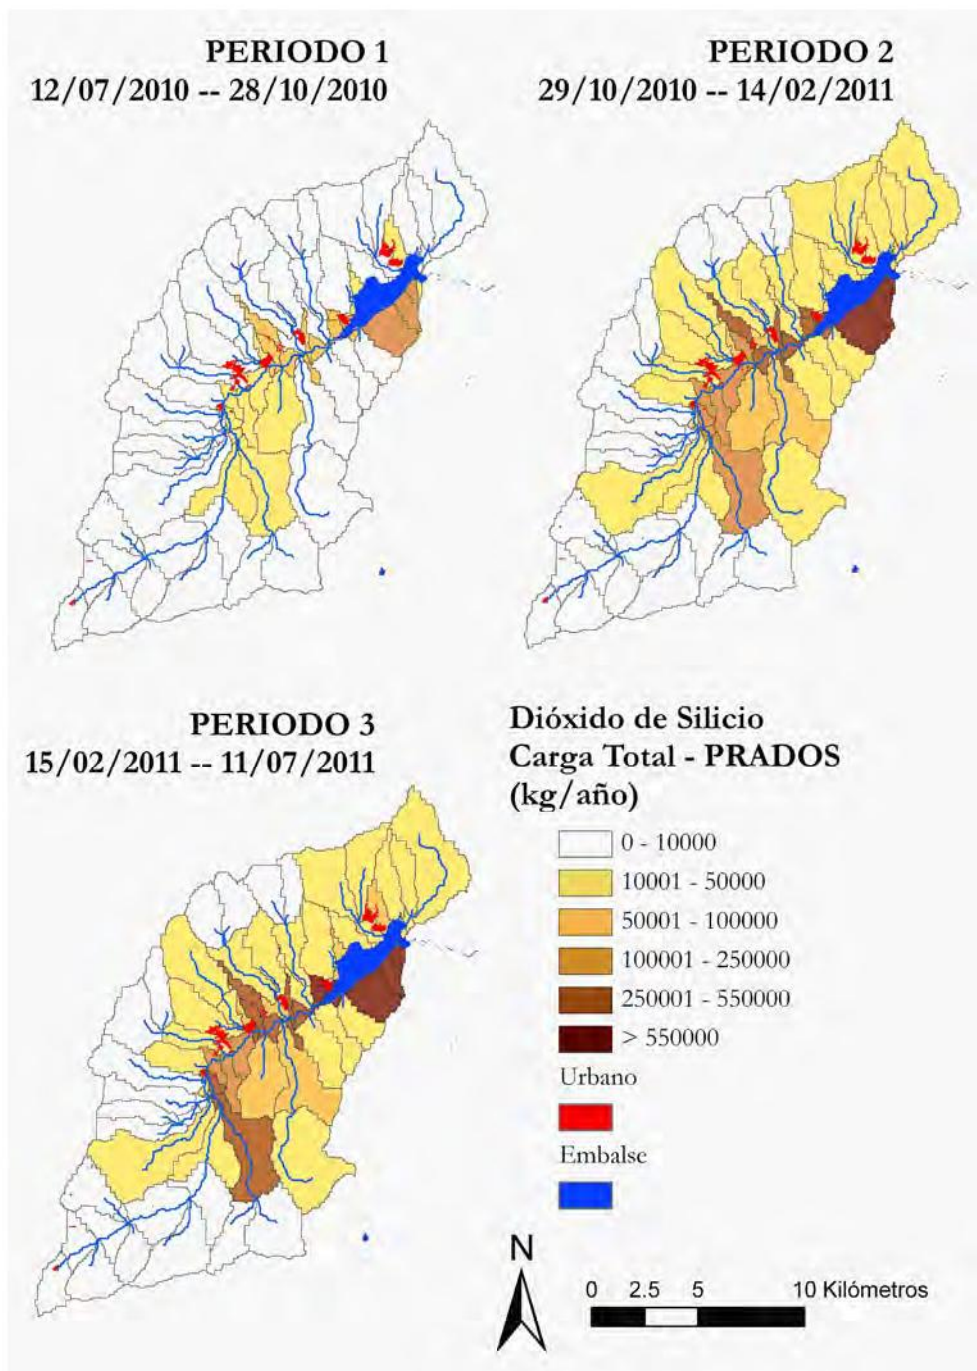 PERIODO 1
12/07/2010 -- 28/10/2010
PERIODO 2
29/10/2010 -- 14/02/2011
PERIODO 3
15/02/2011 -- 11/07/2011
Dióxido de Silicio
Carga Total - PRADOS
(kg/año)
0 - 10000
10001 - 50000
50001 - 100000
100001 - 250000
250001 - 550000
> 550000
Urbano
Embalse
N
0 2.5 5 10 Kilómetros